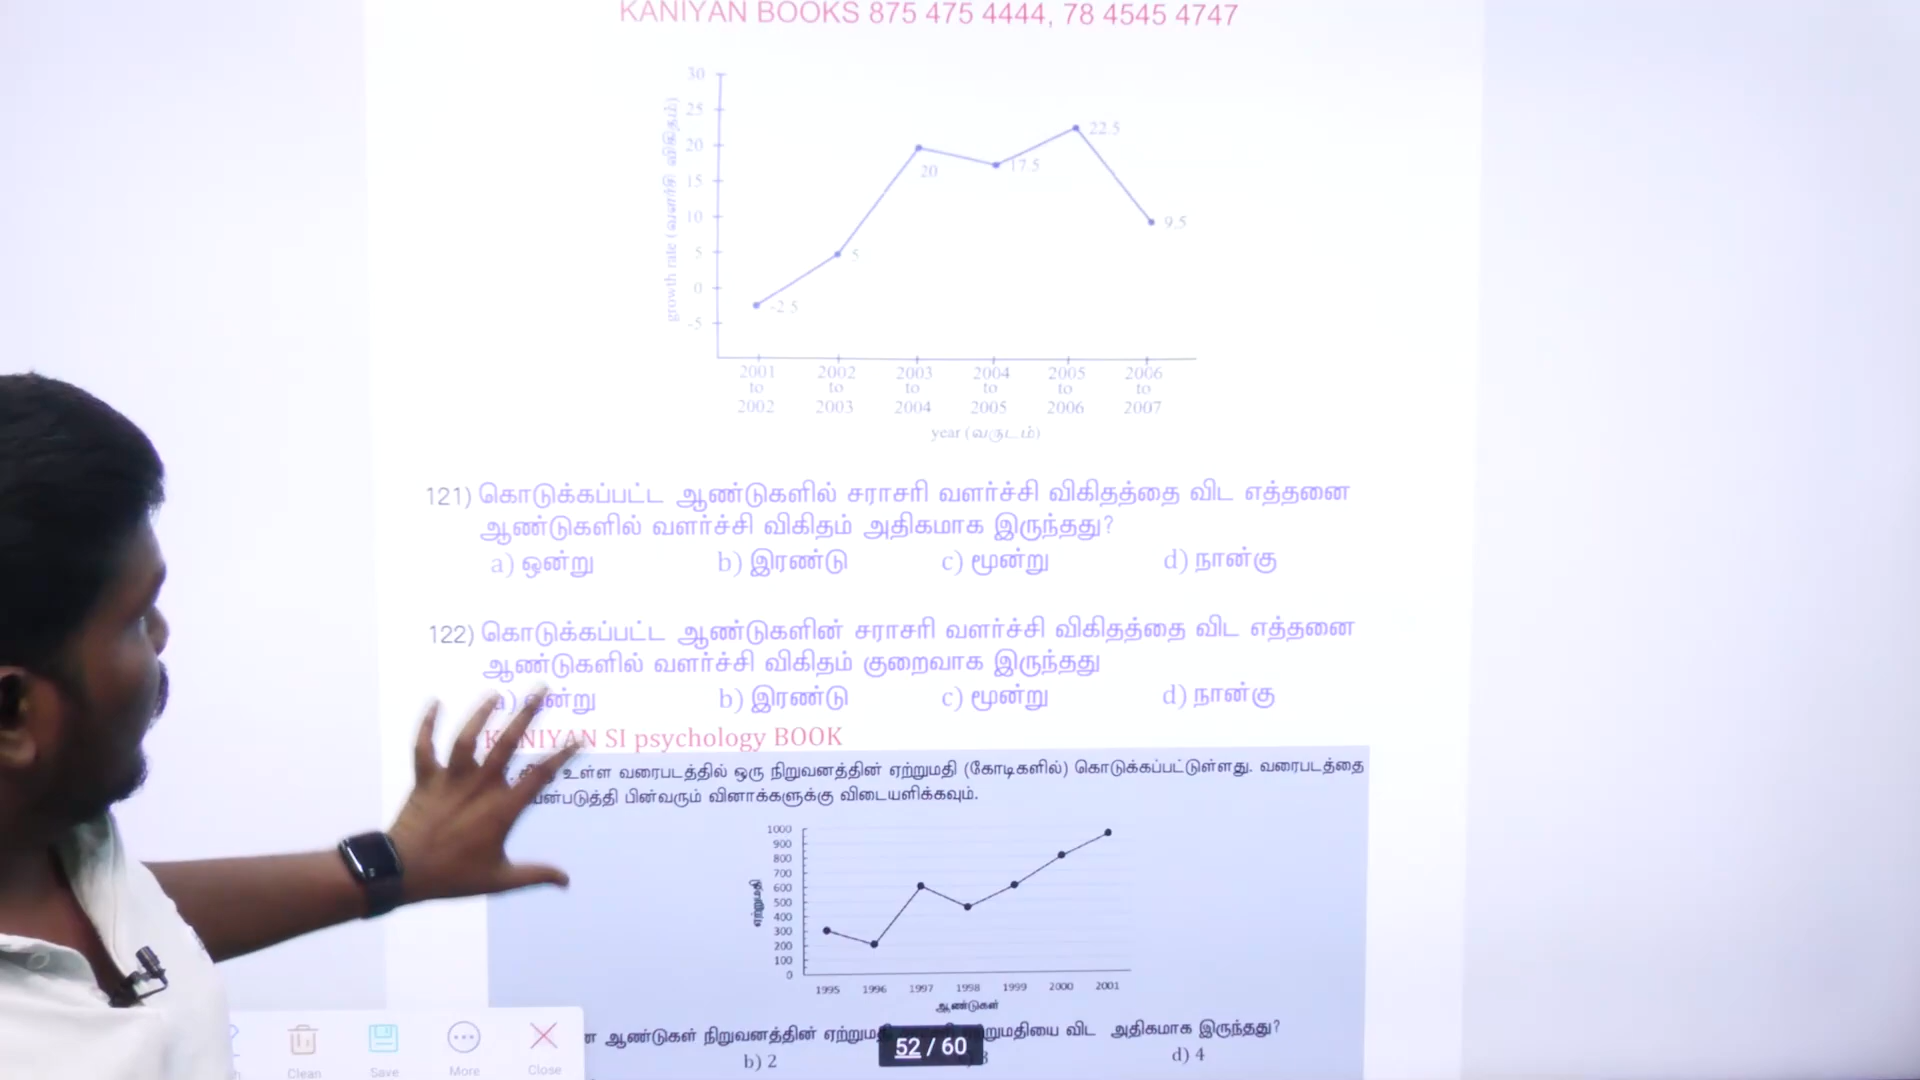 KANIYAN BOOKS 875 475 4444, 78 4545 4747
30
25
20
15
10
5
0
-5
growth rate (வளர்ச்சி விகிதம்)
-2.5
5
20
17.5
22.5
9.5
2001 to 2002
2002 to 2003
2003 to 2004
2004 to 2005
2005 to 2006
2006 to 2007
year (வருடம்)
121) கொடுக்கப்பட்ட ஆண்டுகளில் சராசரி வளர்ச்சி விகிதத்தை விட எத்தனை
ஆண்டுகளில் வளர்ச்சி விகிதம் அதிகமாக இருந்தது?
a) ஒன்று b) இரண்டு c) மூன்று d) நான்கு
122) கொடுக்கப்பட்ட ஆண்டுகளின் சராசரி வளர்ச்சி விகிதத்தை விட எத்தனை
ஆண்டுகளில் வளர்ச்சி விகிதம் குறைவாக இருந்தது
a) ஒன்று b) இரண்டு c) மூன்று d) நான்கு
KANIYAN SI psychology BOOK
உள்ள வரைபடத்தில் ஒரு நிறுவனத்தின் ஏற்றுமதி (கோடிகளில்) கொடுக்கப்பட்டுள்ளது. வரைபடத்தை
பின்வரும் வினாக்களுக்கு விடையளிக்கவும்.
1000
900
800
700
600
500
400
300
200
100
0
ஏற்றுமதி
1995 1996 1997 1998 1999 2000 2001
ஆண்டுகள்
ஆண்டுகள் நிறுவனத்தின் விட அதிகமாக இருந்தது?
b) 2 d) 4
52 / 60
Clean
Save
More
Close